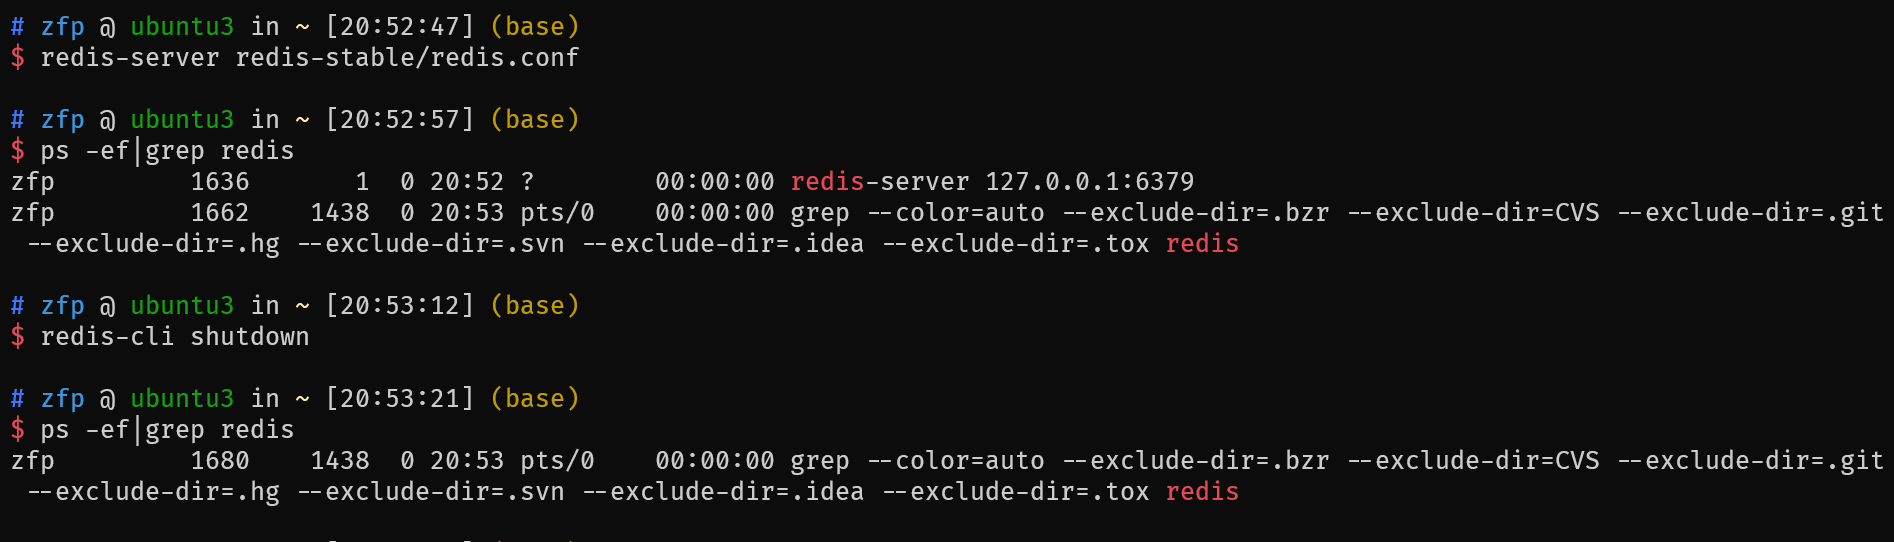 # zfp @ ubuntu3 in ~ [20:52:47] (base)
$ redis-server redis-stable/redis.conf
# zfp @ ubuntu3 in ~ [20:52:57] (base)
$ ps -ef|grep redis
zfp         1636       1  0 20:52 ?        00:00:00 redis-server 127.0.0.1:6379
zfp         1662    1438  0 20:53 pts/0    00:00:00 grep --color=auto --exclude-dir=.bzr --exclude-dir=CVS --exclude-dir=.git
 --exclude-dir=.hg --exclude-dir=.svn --exclude-dir=.idea --exclude-dir=.tox redis
# zfp @ ubuntu3 in ~ [20:53:12] (base)
$ redis-cli shutdown
# zfp @ ubuntu3 in ~ [20:53:21] (base)
$ ps -ef|grep redis
zfp         1680    1438  0 20:53 pts/0    00:00:00 grep --color=auto --exclude-dir=.bzr --exclude-dir=CVS --exclude-dir=.git
 --exclude-dir=.hg --exclude-dir=.svn --exclude-dir=.idea --exclude-dir=.tox redis